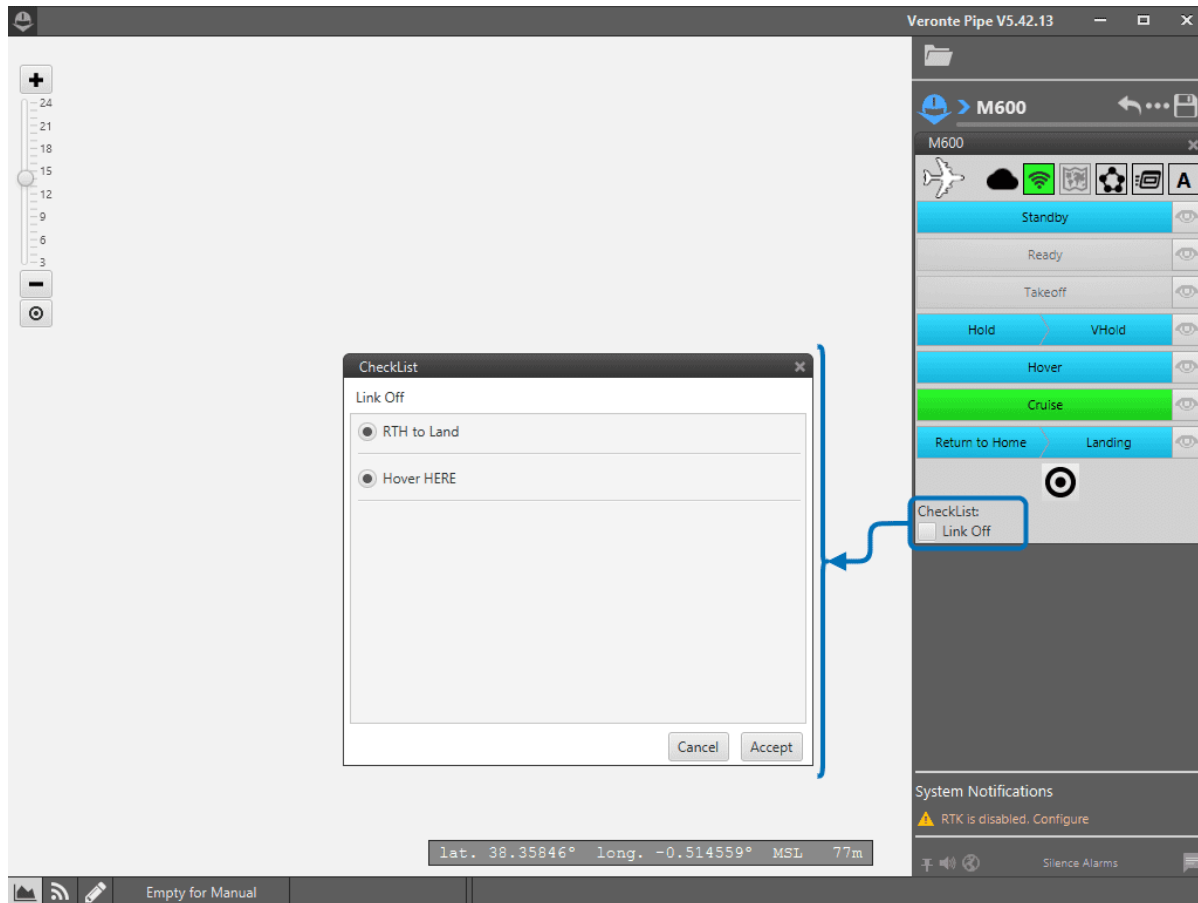 Veronte Pipe V5.42.13
24
21
18
15
12
9
6
3
M600
M600
A
Standby
Ready
Takeoff
Hold VHold
Hover
Cruise
Return to Home Landing
CheckList:
Link Off
CheckList
Link Off
RTH to Land
Hover HERE
Cancel Accept
System Notifications
RTK is disabled. Configure
lat. 38.35846° long. -0.514559° MSL 77m
Silence Alarms
Empty for Manual